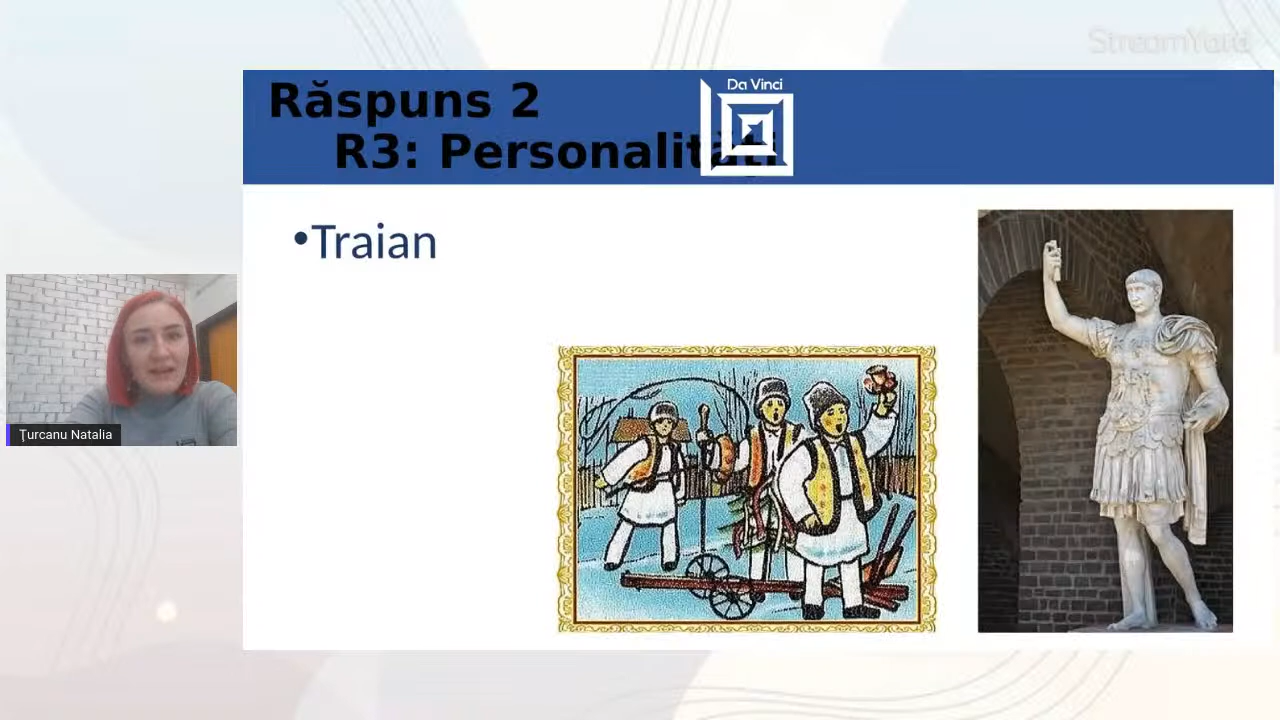 StreamYard
Da Vinci
Răspuns 2
R3: Personalități
•Traian
Țurcanu Natalia